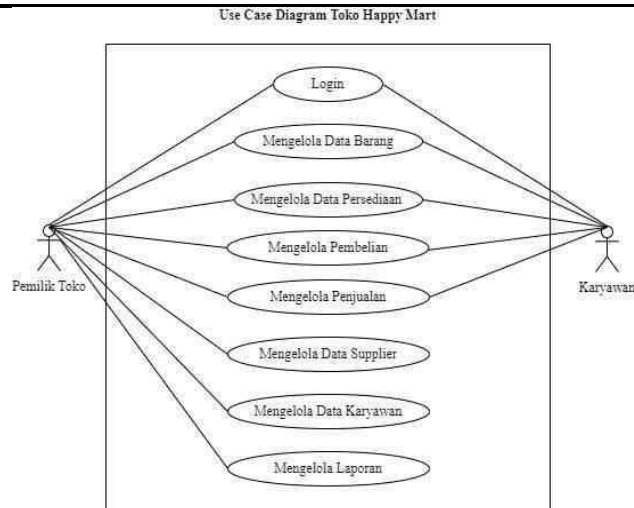 Use Case Diagram Toko Happy Mart
Login
Mengelola Data Barang
Mengelola Data Persediaan
Mengelola Pembelian
Pemilik Toko
Karyawan
Mengelola Penjualan
Mengelola Data Supplier
Mengelola Data Karyawan
Mengelola Laporan